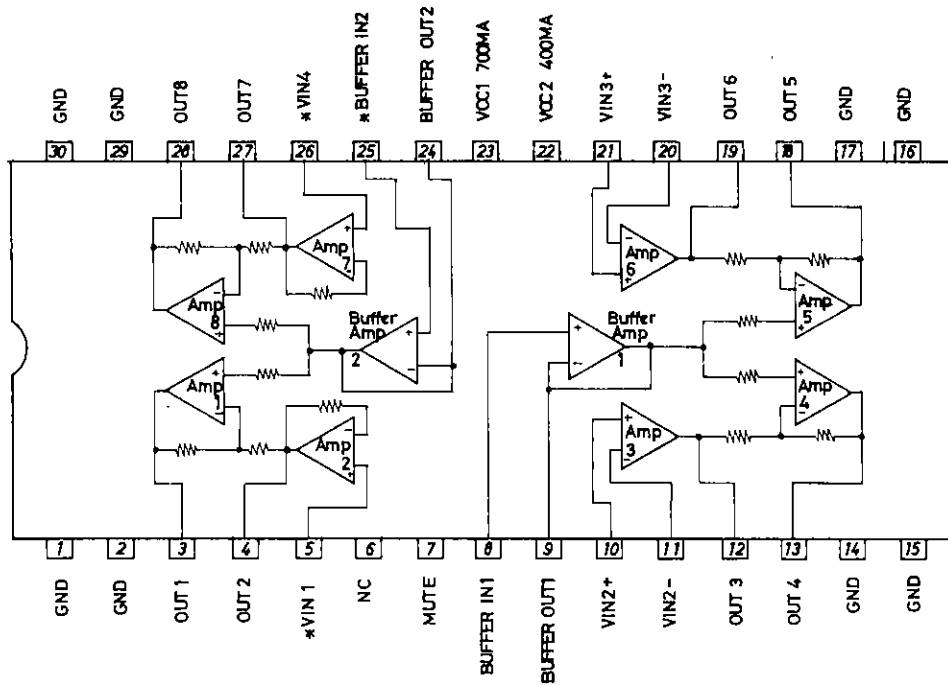 GND GND OUT8 OUT7 *VIN4 *BUFFER IN2 BUFFER OUT2 VCC1 700MA VCC2 400MA VIN3+ VIN3- OUT 6 OUT 5 GND GND
30 29 28 27 26 25 24 23 22 21 20 19 18 17 16
+ Amp 7 -
- Amp 6 +
- Amp 8 +
Buffer Amp 2 + -
+ Buffer Amp 1 -
- Amp 5 +
+ Amp 1 -
- Amp 2 +
+ Amp 3 -
+ Amp 4 -
1 2 3 4 5 6 7 8 9 10 11 12 13 14 15
GND GND OUT 1 OUT 2 *VIN 1 NC MUTE BUFFER IN1 BUFFER OUT1 VIN2+ VIN2- OUT 3 OUT 4 GND GND